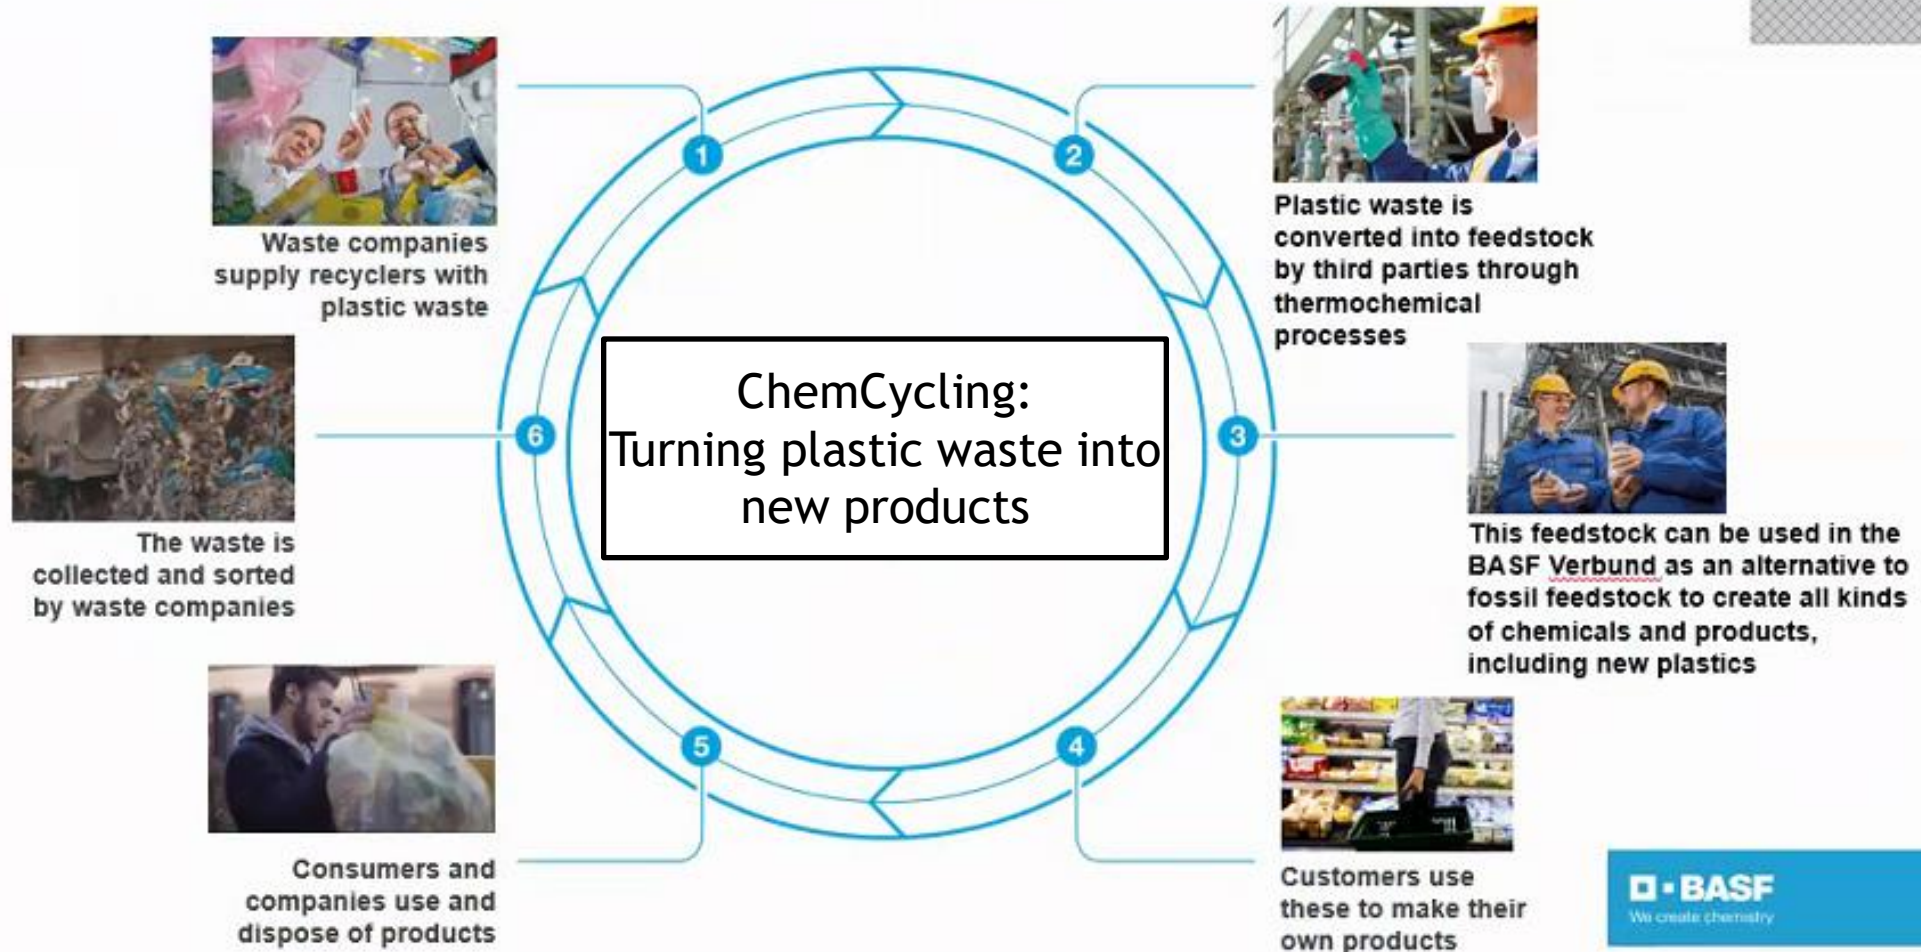 1
Waste companies
supply recyclers with
plastic waste
2
Plastic waste is
converted into feedstock
by third parties through
thermochemical
processes
3
This feedstock can be used in the
BASF Verbund as an alternative to
fossil feedstock to create all kinds
of chemicals and products,
including new plastics
4
Customers use
these to make their
own products
5
Consumers and
companies use and
dispose of products
6
The waste is
collected and sorted
by waste companies
ChemCycling:
Turning plastic waste into
new products
BASF
We create chemistry